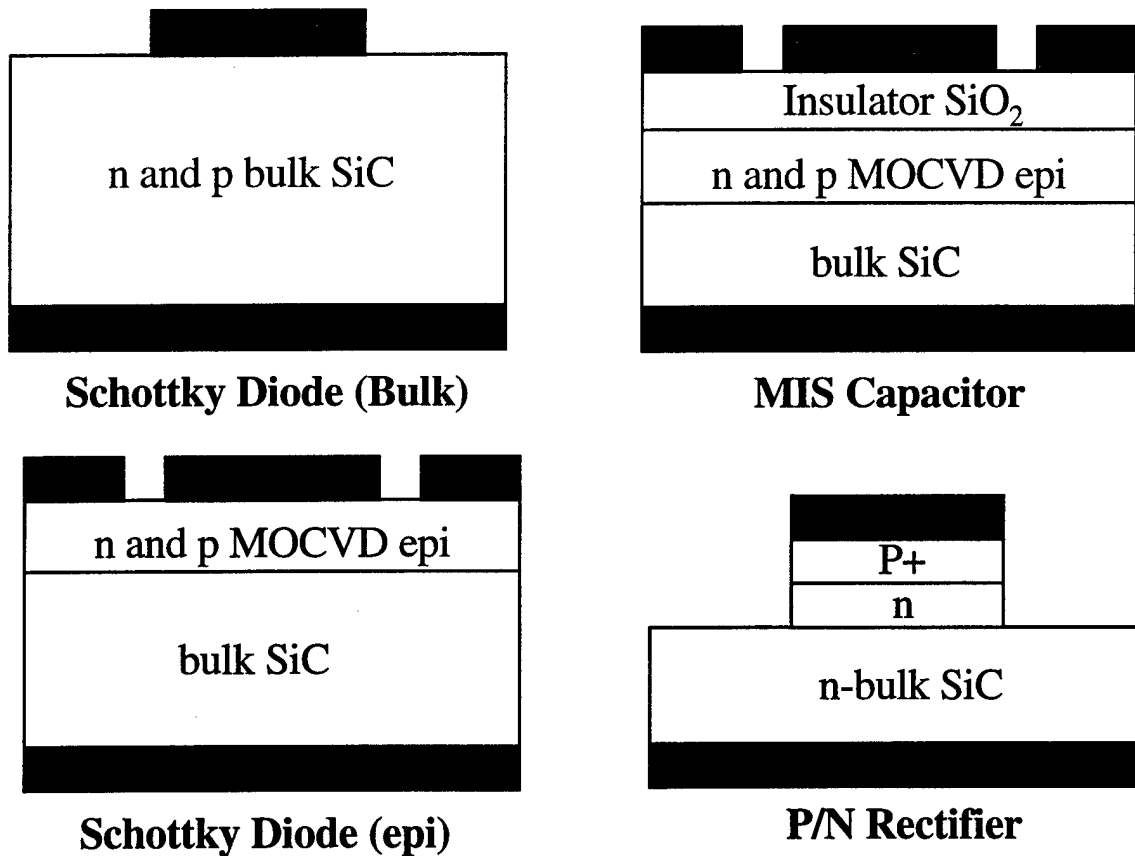 n and p bulk SiC
Schottky Diode (Bulk)
Insulator SiO₂
n and p MOCVD epi
bulk SiC
MIS Capacitor
n and p MOCVD epi
bulk SiC
Schottky Diode (epi)
P+
n
n-bulk SiC
P/N Rectifier